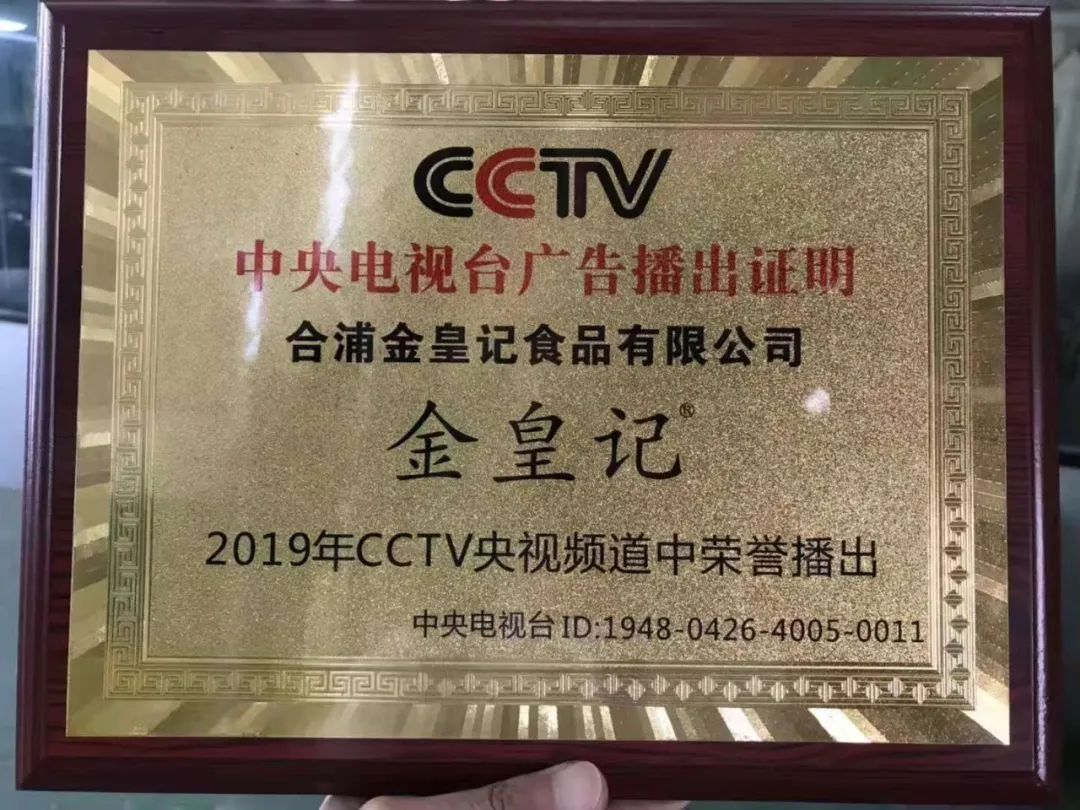 CCTV
中央电视台广告播出证明
合浦金皇记食品有限公司
金皇记®
2019年CCTV央视频道中荣誉播出
中央电视台 ID:1948-0426-4005-0011